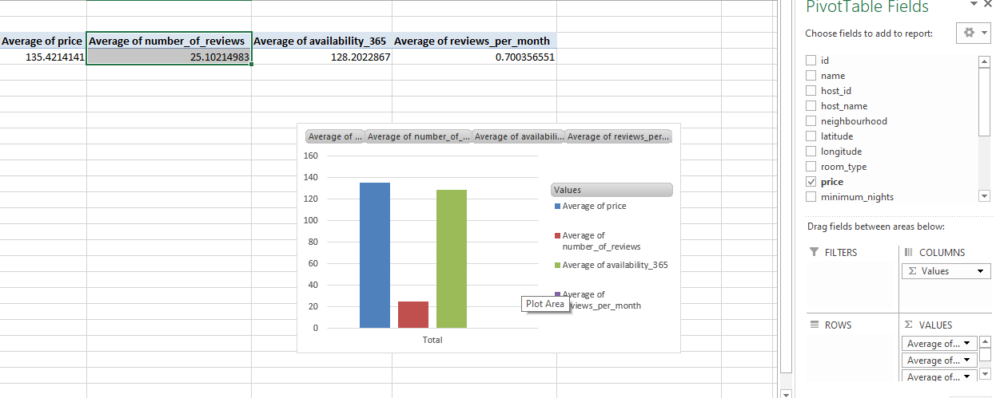 PivotTable Fields
Average of price Average of number_of_reviews Average of availability_365 Average of reviews_per_month
135.4214141 25.10214983 128.2022867 0.700356551
Average of ... Average of number_of_... Average of availabili... Average of reviews_per...
160
140
120
100
80
60
40
20
0
Total
Values
Average of price
Average of
number_of_reviews
Average of availability_365
Average of
views_per_month
Plot Area
Choose fields to add to report:
id
name
host_id
host_name
neighbourhood
latitude
longitude
room_type
price
minimum_nights
Drag fields between areas below:
FILTERS
COLUMNS
Σ Values
ROWS
Σ VALUES
Average of...
Average of...
Average of...